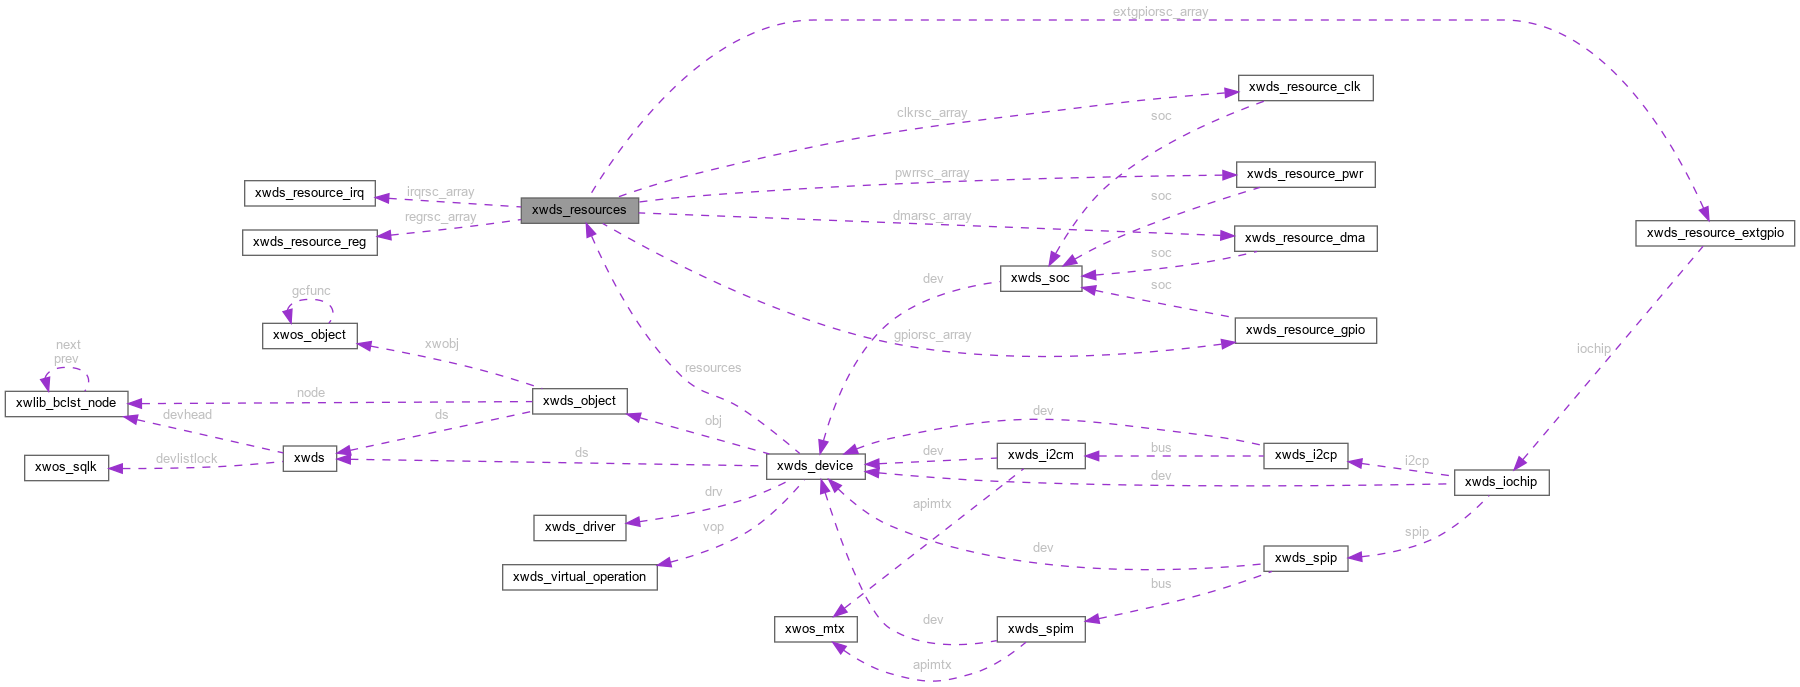 extgpiorsc_array
xwds_resource_clk
clkrsc_array
soc
xwds_resource_pwr
pwrrsc_array
xwds_resource_irq
irqrsc_array
soc
xwds_resources
regrsc_array
dmarsc_array
xwds_resource_extgpio
xwds_resource_reg
xwds_resource_dma
soc
xwds_soc
dev
soc
gcfunc
xwds_resource_gpio
xwos_object
gpiorsc_array
xwobj
next
prev
iochip
resources
node
xwds_object
xwlib_bclst_node
devhead
ds
obj
dev
bus
dev
ds
devlistlock
xwds
xwds_i2cm
xwds_i2cp
i2cp
xwos_sqlk
xwds_device
dev
xwds_iochip
drv
apimtx
xwds_driver
vop
spip
dev
xwds_spip
xwds_virtual_operation
bus
dev
xwos_mtx
xwds_spim
apimtx